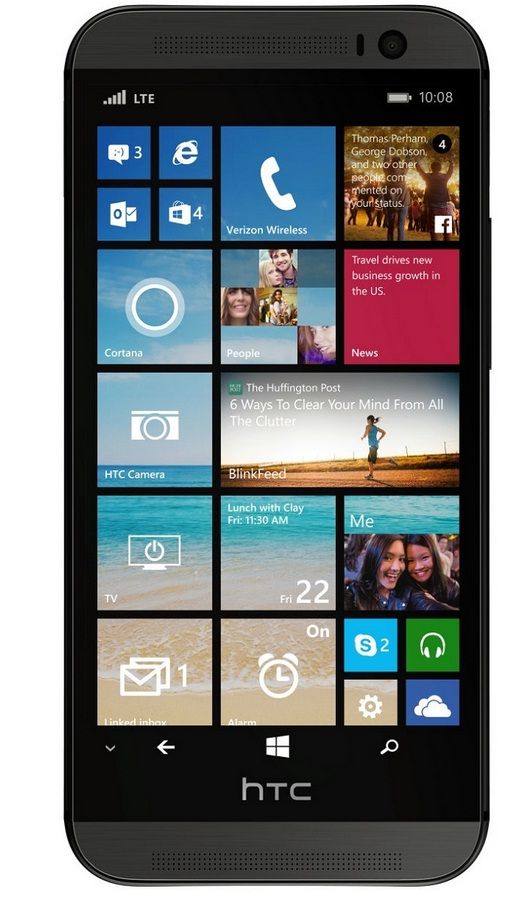 LTE
10:08
3
4
Verizon Wireless
Thomas Perham,
George Dobson,
and two other
people com-
mented on
your status.
4
Cortana
People
Travel drives new
business growth in
the US.
News
HTC Camera
The Huffington Post
6 Ways To Clear Your Mind From All
The Clutter
BlinkFeed
TV
Lunch with Clay
Fri: 11:30 AM
Fri 22
Me
1
Linked inbox
On
Alarm
2
hTC